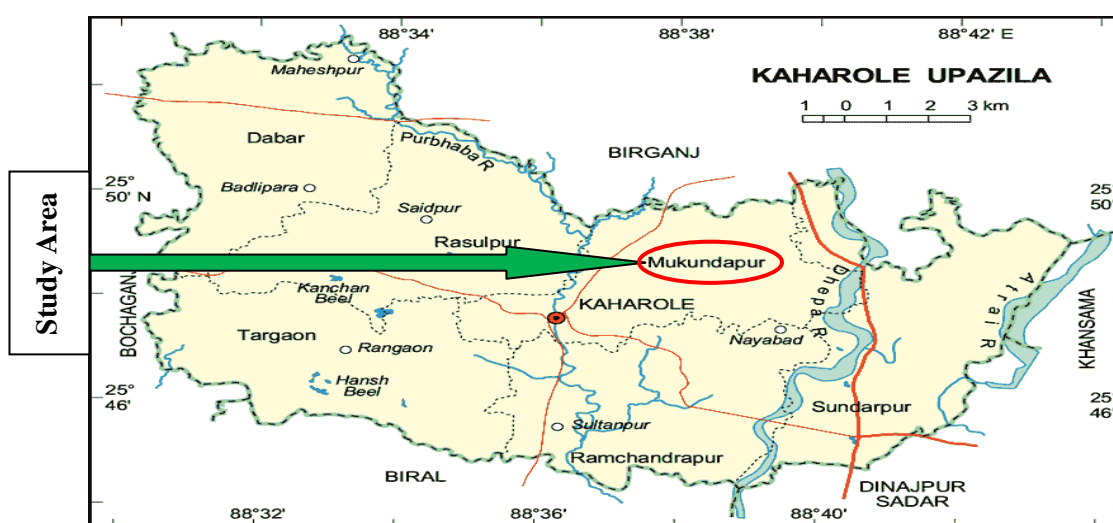 88°34'
88°38'
88°42' E
Maheshpur
KAHAROLE UPAZILA
1 0 1 2 3 km
Dabar
Purbhaba R
BIRGANJ
25°
50' N
25°
50'
Badlipara
Saidpur
Study Area
Rasulpur
Mukundapur
Kanchan
Beel
KAHAROLE
Dhepa R
Atrai R
BOCHAGANJ
KHANSAMA
Targaon
Rangaon
Nayabad
Hansh
Beel
25°
46'
25°
46'
Sundarpur
Sultanpur
Ramchandrapur
BIRAL
DINAJPUR
SADAR
88°32'
88°36'
88°40'